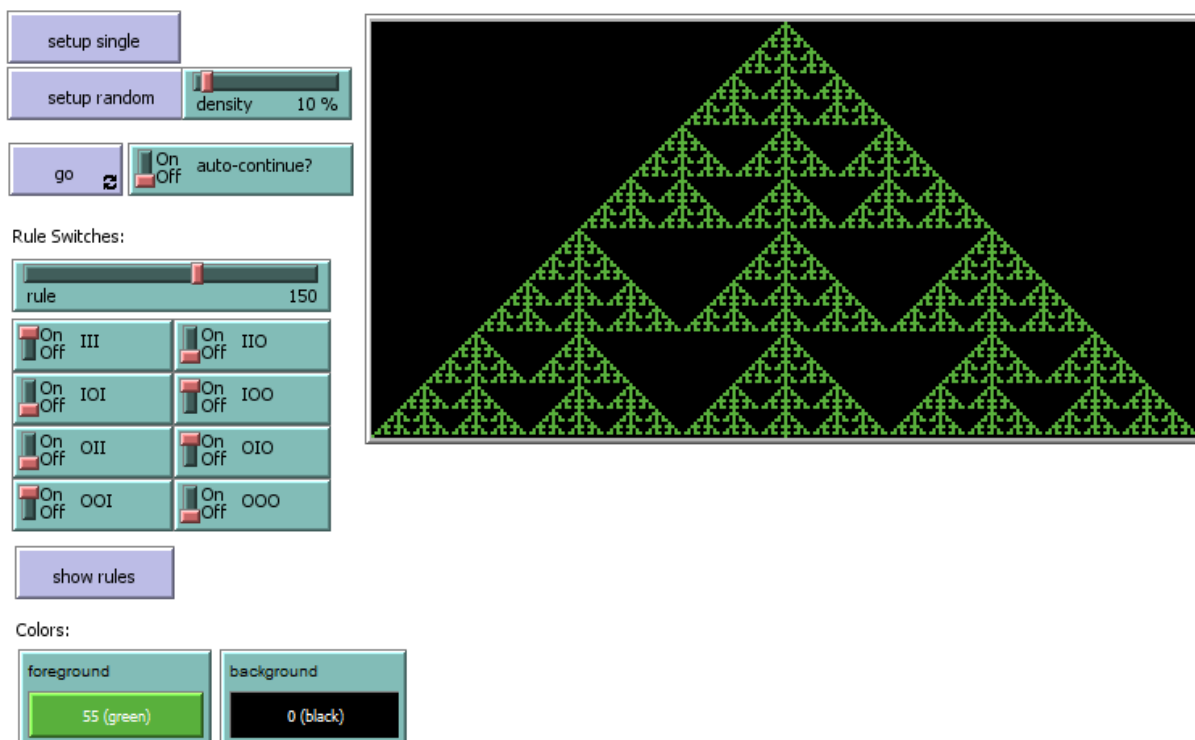 setup single
setup random
density 10 %
go
On
Off
auto-continue?
Rule Switches:
rule 150
On
Off
III
On
Off
IIO
On
Off
IOI
On
Off
IOO
On
Off
OII
On
Off
OIO
On
Off
OOI
On
Off
OOO
show rules
Colors:
foreground
55 (green)
background
0 (black)